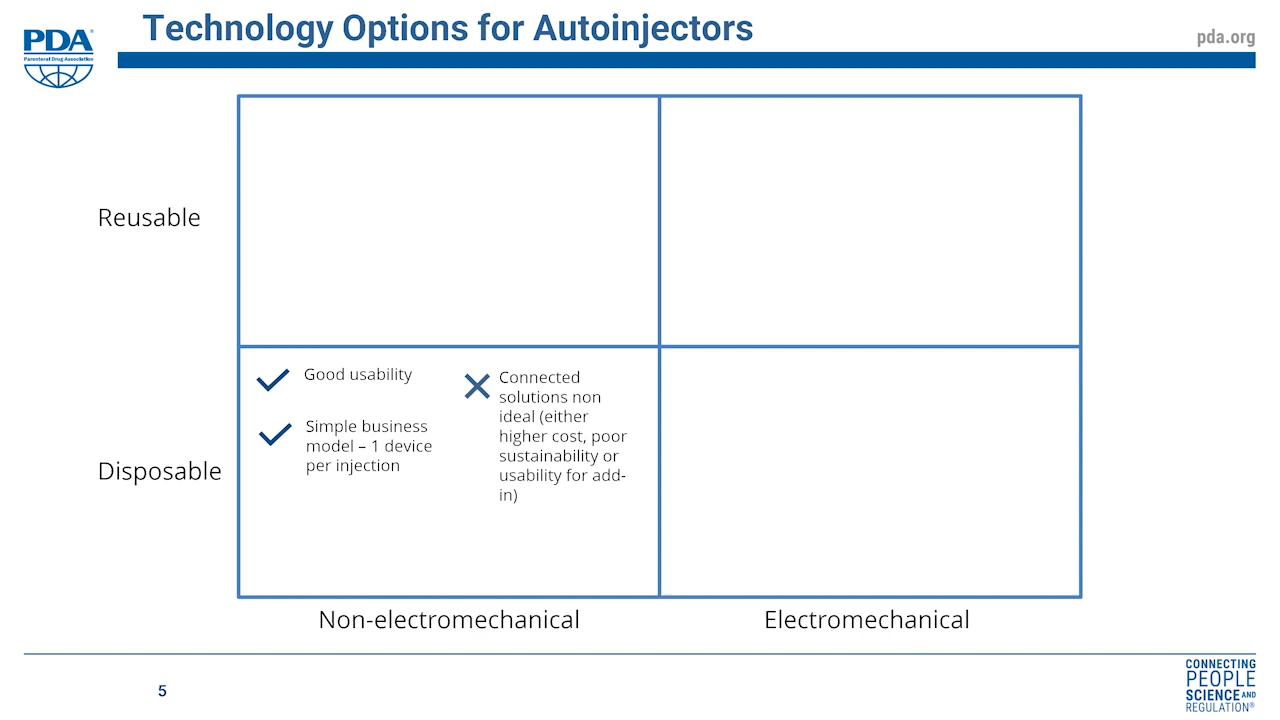 Technology Options for Autoinjectors
PDA®
Parenteral Drug Association
pda.org
Reusable
Good usability
Simple business
model – 1 device
per injection
Connected
solutions non
ideal (either
higher cost, poor
sustainability or
usability for add-
in)
Disposable
Non-electromechanical
Electromechanical
5
CONNECTING
PEOPLE
SCIENCE AND
REGULATION®